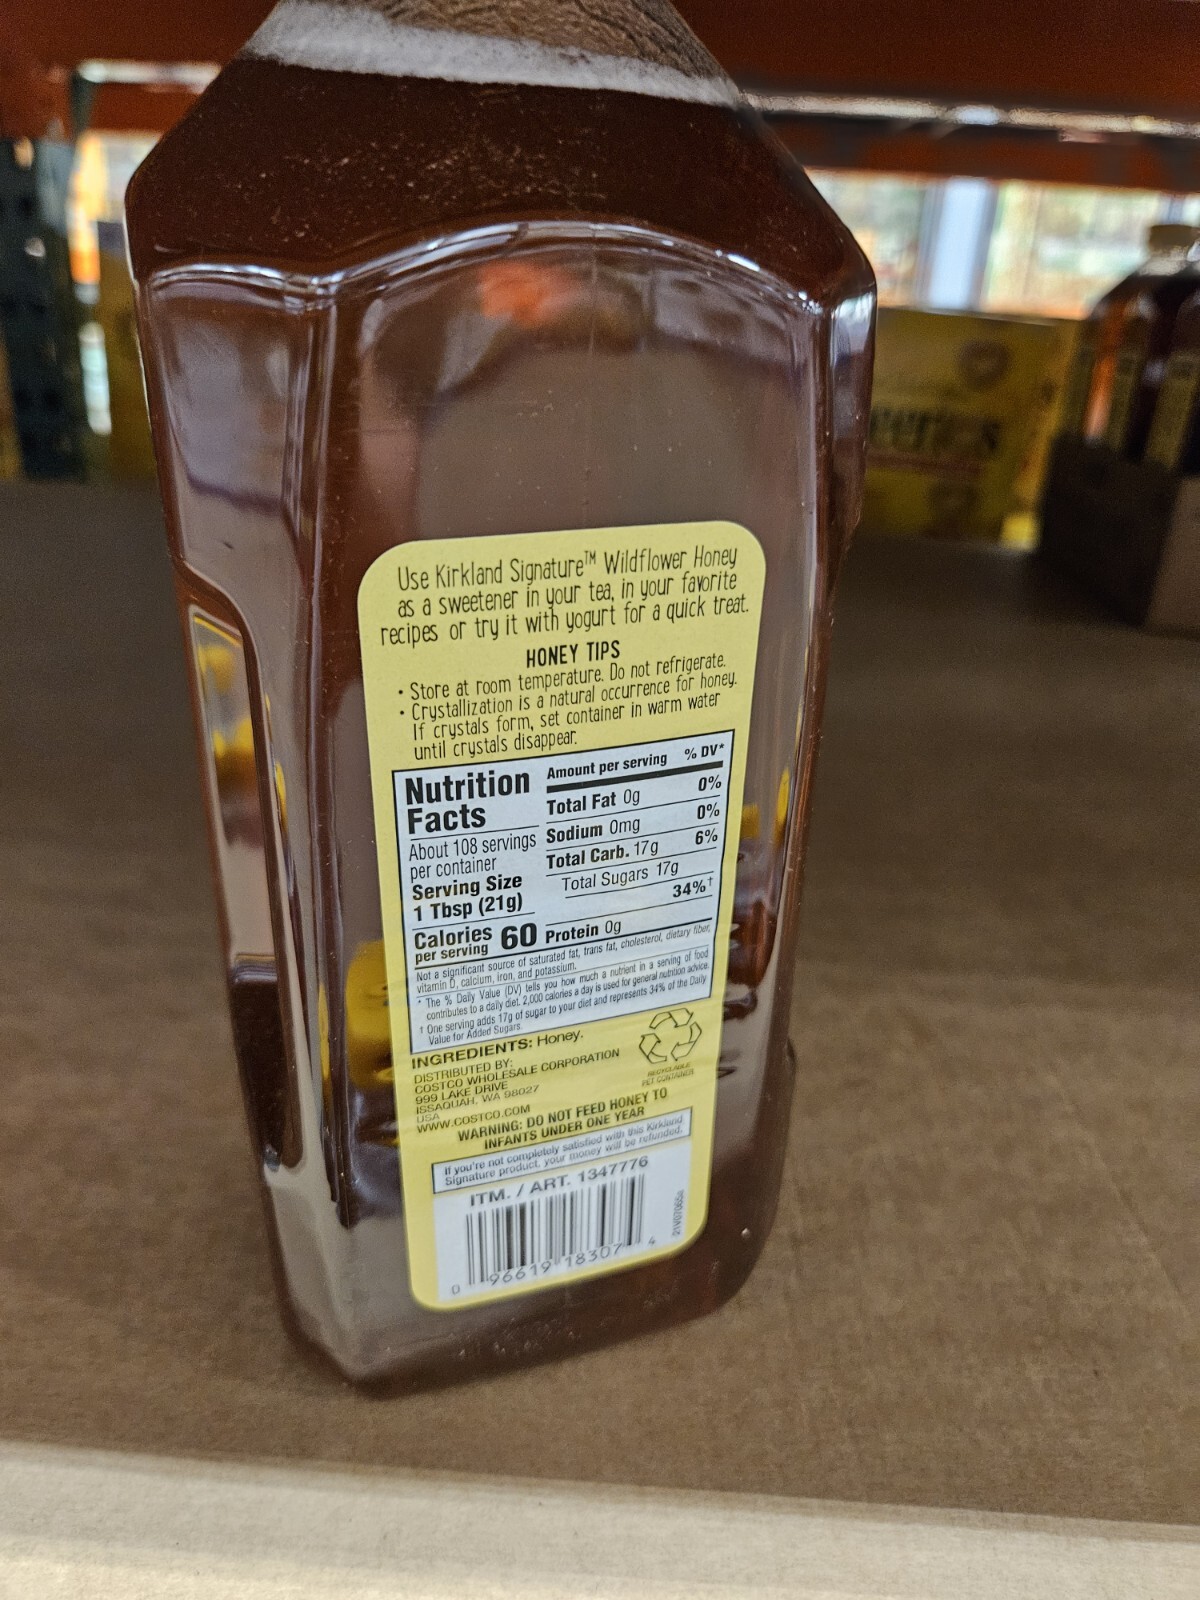 Use Kirkland Signature™ Wildflower Honey
as a sweetener in your tea, in your favorite
recipes or try it with yogurt for a quick treat.
HONEY TIPS
• Store at room temperature. Do not refrigerate.
• Crystallization is a natural occurrence for honey.
If crystals form, set container in warm water
until crystals disappear.
Nutrition
Facts
About 108 servings
per container
Serving Size
1 Tbsp (21g)
Calories
per serving 60
Amount per serving % DV*
Total Fat 0g 0%
Sodium 0mg 0%
Total Carb. 17g 6%
Total Sugars 17g
34%†
Protein 0g
Not a significant source of saturated fat, trans fat, cholesterol, dietary fiber,
vitamin D, calcium, iron, and potassium.
* The % Daily Value (DV) tells you how much a nutrient in a serving of food
contributes to a daily diet. 2,000 calories a day is used for general nutrition advice.
† One serving adds 17g of sugar to your diet and represents 34% of the Daily
Value for Added Sugars.
INGREDIENTS: Honey.
DISTRIBUTED BY:
COSTCO WHOLESALE CORPORATION
999 LAKE DRIVE
ISSAQUAH, WA 98027
USA
WWW.COSTCO.COM
RECYCLABLE
PET CONTAINER
WARNING: DO NOT FEED HONEY TO
INFANTS UNDER ONE YEAR
If you're not completely satisfied with this Kirkland
Signature product, your money will be refunded.
ITM. / ART. 1347776
0 96619 18307 4